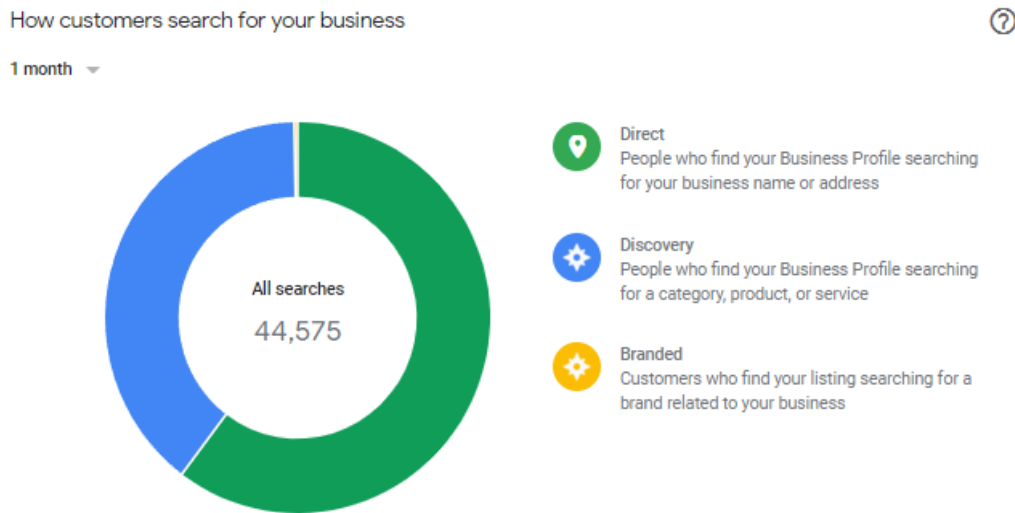 How customers search for your business
1 month
All searches
44,575
Direct
People who find your Business Profile searching
for your business name or address
Discovery
People who find your Business Profile searching
for a category, product, or service
Branded
Customers who find your listing searching for a
brand related to your business